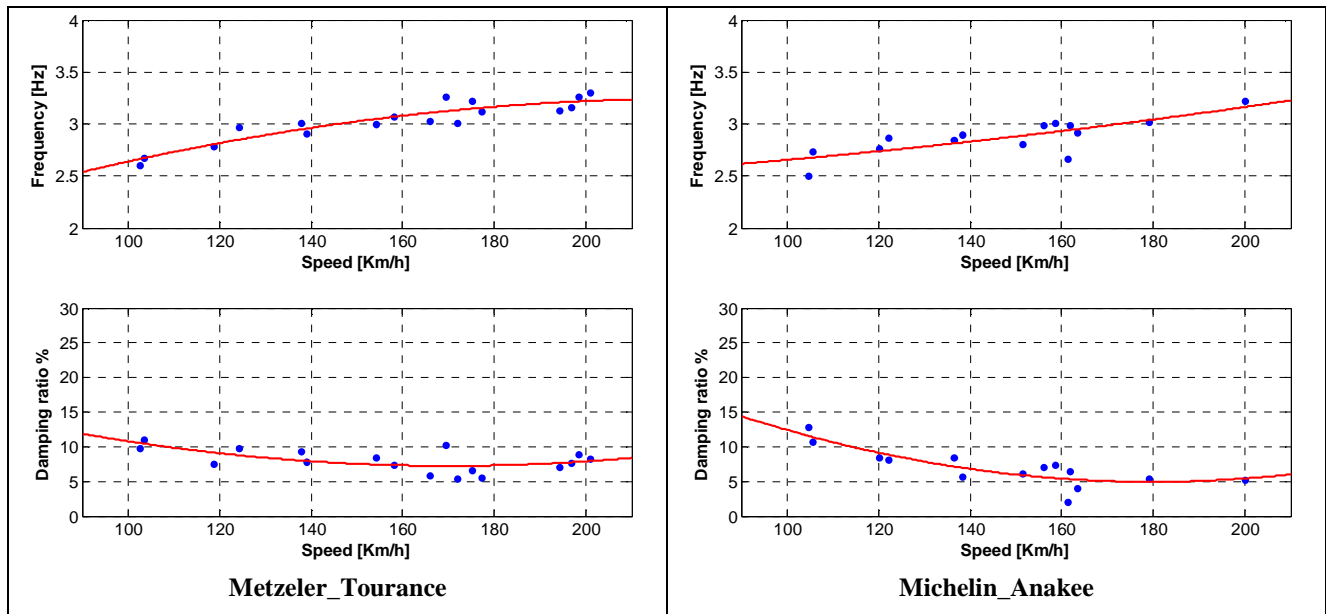 4
3.5
3
2.5
2
Frequency [Hz]
100 120 140 160 180 200
Speed [Km/h]
30
25
20
15
10
5
0
Damping ratio %
100 120 140 160 180 200
Speed [Km/h]
Metzeler_Tourance
4
3.5
3
2.5
2
Frequency [Hz]
100 120 140 160 180 200
Speed [Km/h]
30
25
20
15
10
5
0
Damping ratio %
100 120 140 160 180 200
Speed [Km/h]
Michelin_Anakee